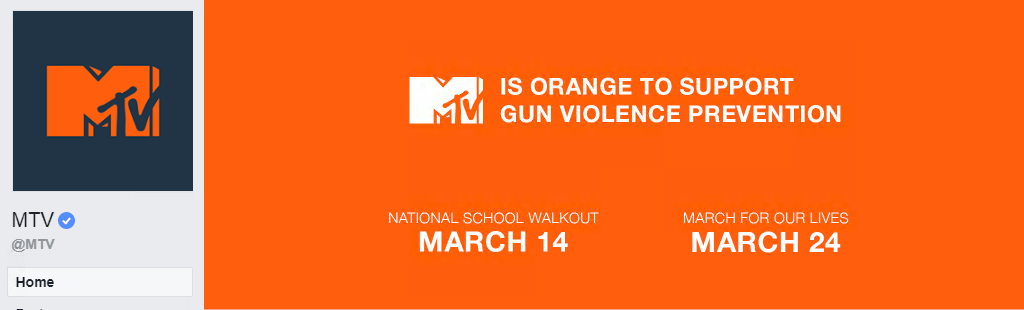 MTV
MTV
@MTV
Home
MTV IS ORANGE TO SUPPORT
GUN VIOLENCE PREVENTION
NATIONAL SCHOOL WALKOUT
MARCH 14
MARCH FOR OUR LIVES
MARCH 24